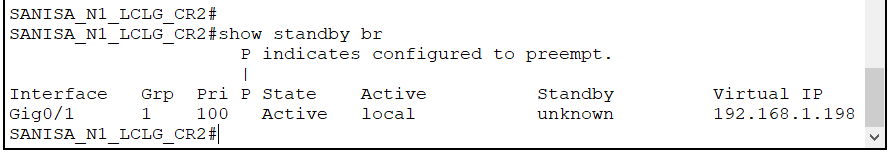 SANISA_N1_LCLG_CR2#
SANISA_N1_LCLG_CR2#show standby br
                     P indicates configured to preempt.
                     |
Interface   Grp  Pri P State    Active          Standby         Virtual IP
Gig0/1      1    100   Active   local           unknown         192.168.1.198
SANISA_N1_LCLG_CR2#